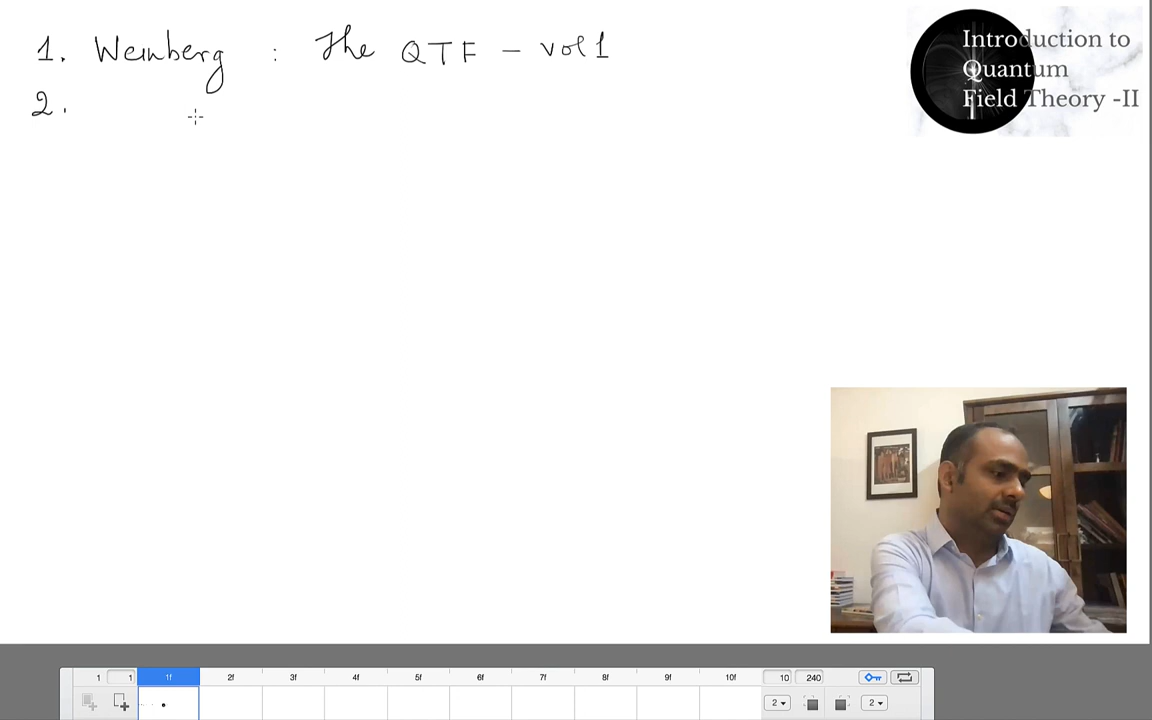 1. Weinberg : The QTF - vol 1
2.
Introduction to
Quantum
Field Theory -II
1 1 1f 2f 3f 4f 5f 6f 7f 8f 9f 10f 10 240
2 2